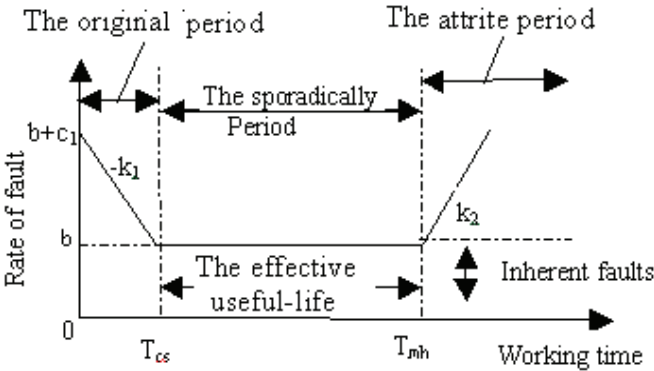 The original period
The attrite period
The sporadically
Period
b+c1
-k1
k2
Rate of fault
b
The effective
useful-life
Inherent faults
0
Tcs
Tmh
Working time